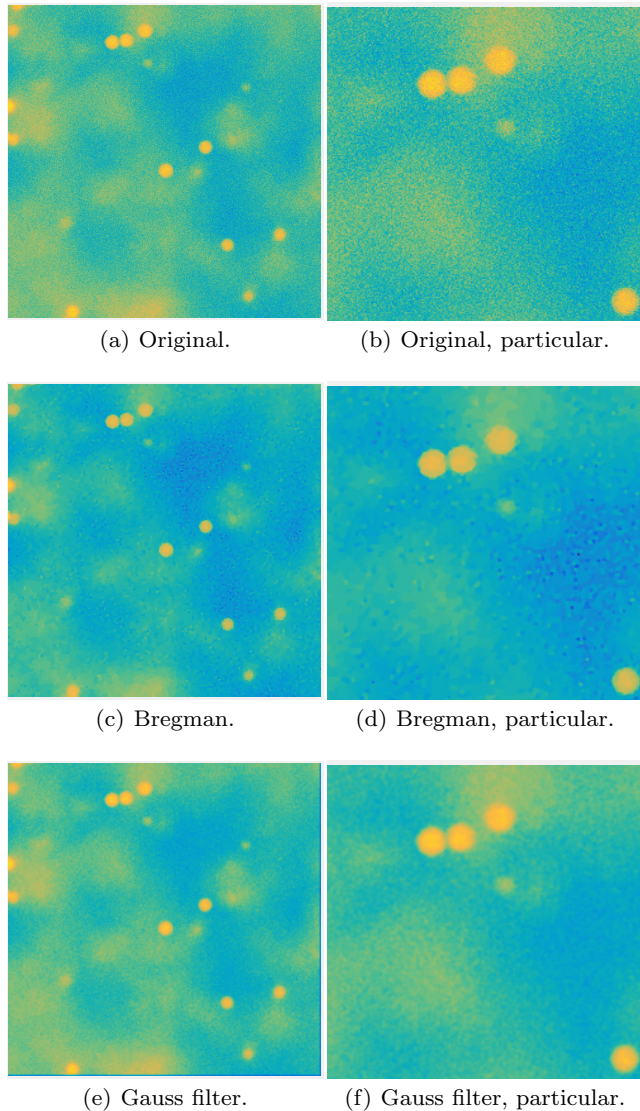 (a) Original.
(b) Original, particular.
(c) Bregman.
(d) Bregman, particular.
(e) Gauss filter.
(f) Gauss filter, particular.